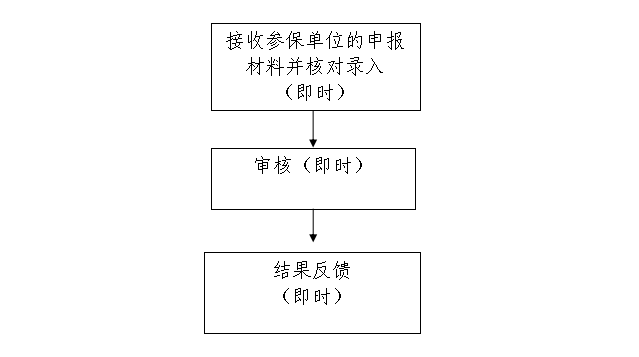 接收参保单位的申报
材料并核对录入
（即时）
审核（即时）
结果反馈
（即时）